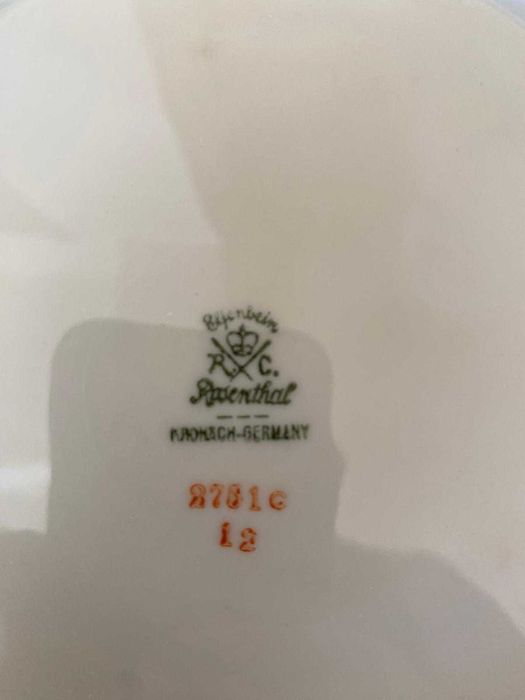 Elfenbein
R. C.
Rosenthal
KRONACH-GERMANY
2781C
12